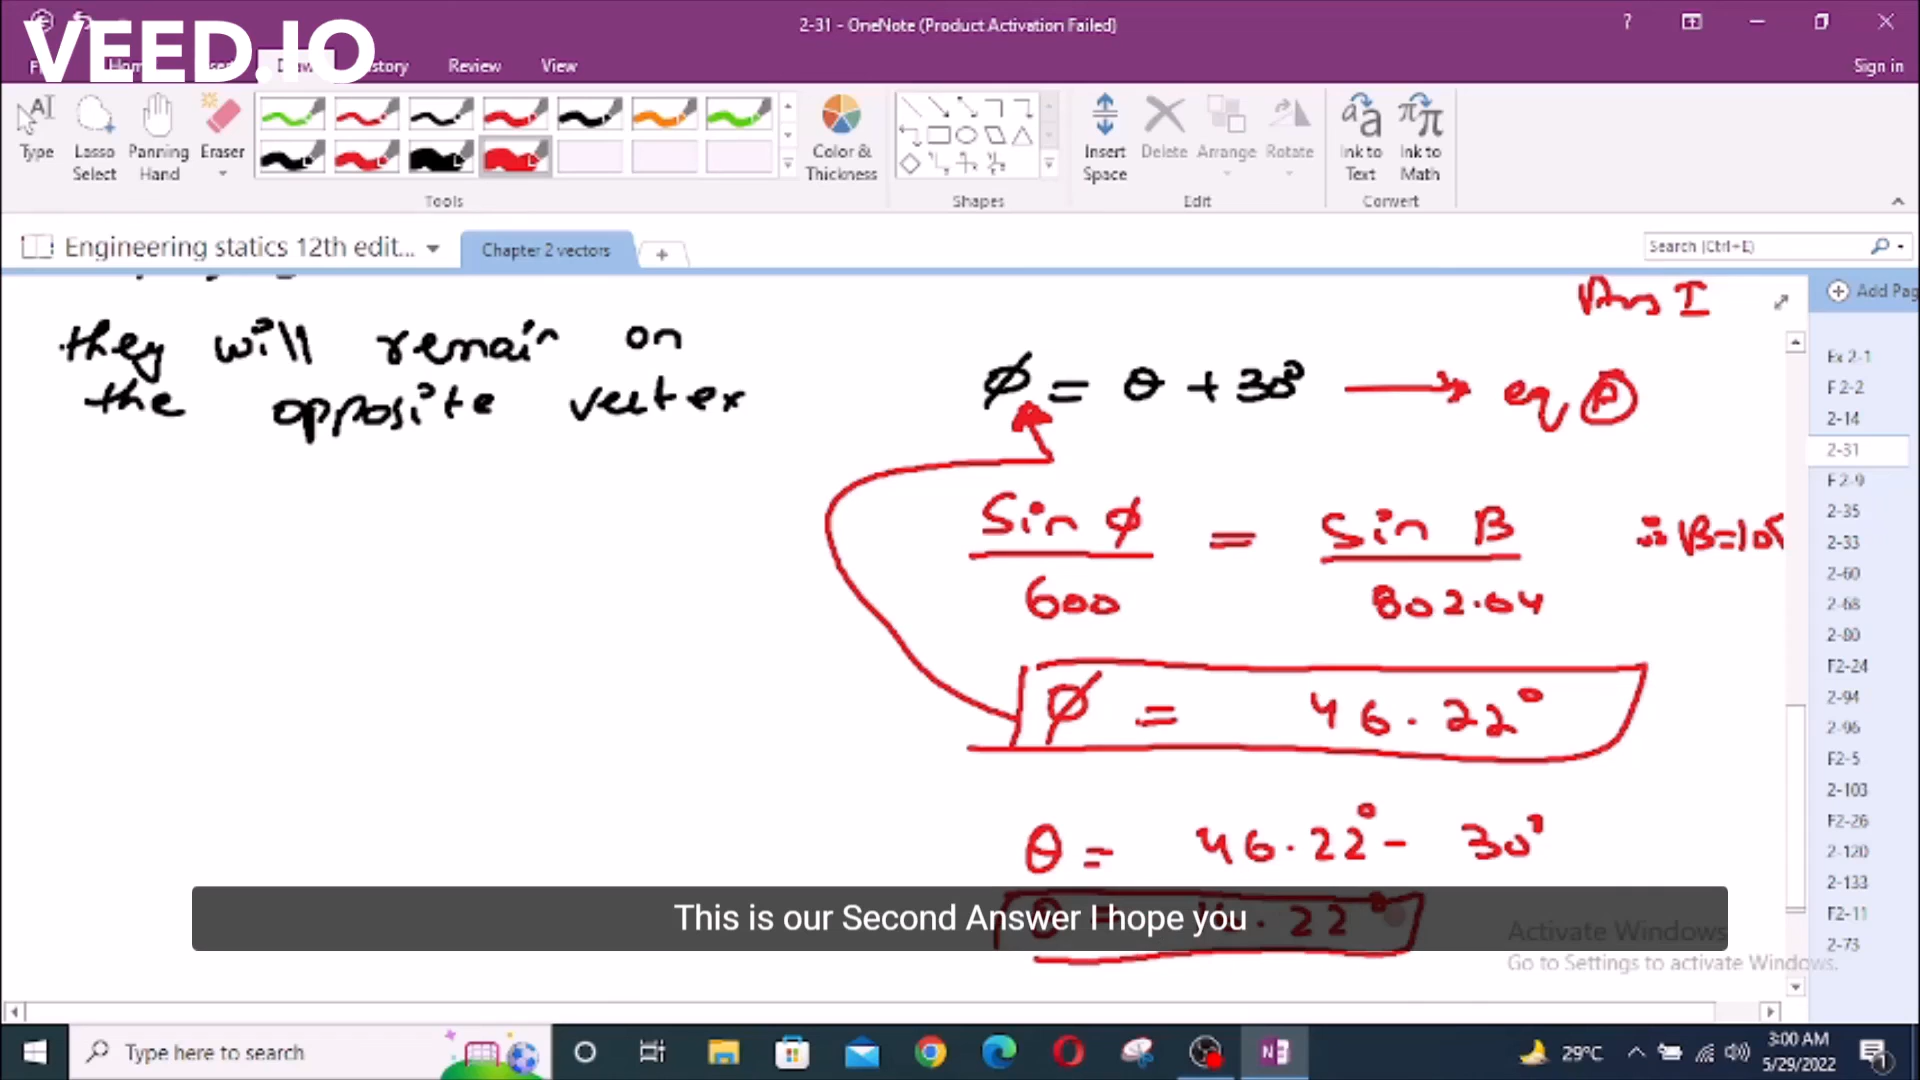 VEED.IO
2-31 - OneNote (Product Activation Failed)
?
Review
View
Sign in
Type
Lasso Select
Panning Hand
Eraser
Color & Thickness
Insert Space
Delete
Arrange
Rotate
Ink to Text
Ink to Math
Tools
Shapes
Edit
Convert
Engineering statics 12th edit...
Chapter 2 vectors
Search (Ctrl+E)
they will remain on
the opposite vertex
Ans I
ø = θ + 30° → eq Ⓐ
Sin ø = Sin B ∴ B=105
600 802.64
ø = 46.22°
θ = 46.22° - 30°
This is our Second Answer I hope you
Activate Windows
Go to Settings to activate Windows.
Add Pag
Ex 2-1
F 2-2
2-14
2-31
F 2-9
2-35
2-33
2-60
2-68
2-80
F2-24
2-94
2-96
F2-5
2-103
F2-26
2-120
2-133
F2-11
2-73
Type here to search
29°C
3:00 AM
5/29/2022
1